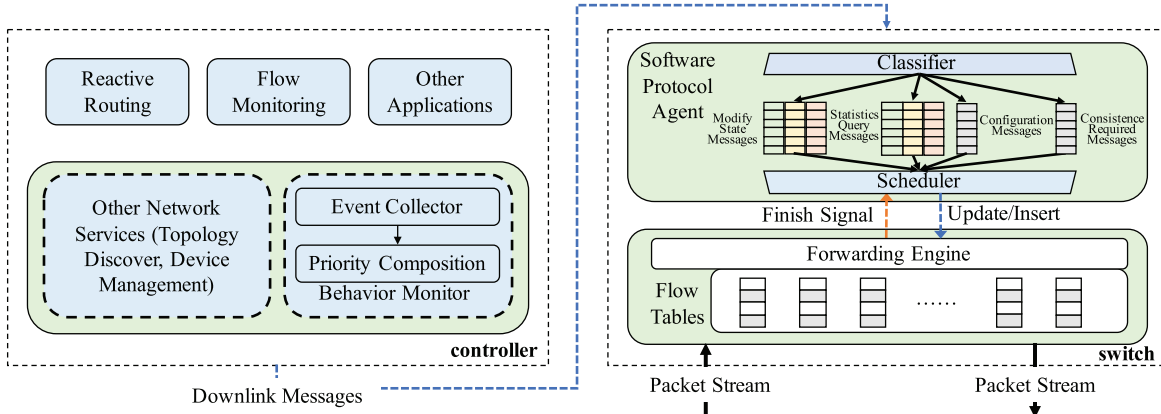 Reactive
Routing
Flow
Monitoring
Other
Applications
Other Network
Services (Topology
Discover, Device
Management)
Event Collector
Priority Composition
Behavior Monitor
controller
Downlink Messages
Software
Protocol
Agent
Classifier
Modify
State
Messages
Statistics
Query
Messages
Configuration
Messages
Consistence
Required
Messages
Scheduler
Finish Signal
Update/Insert
Forwarding Engine
Flow
Tables
......
switch
Packet Stream
Packet Stream